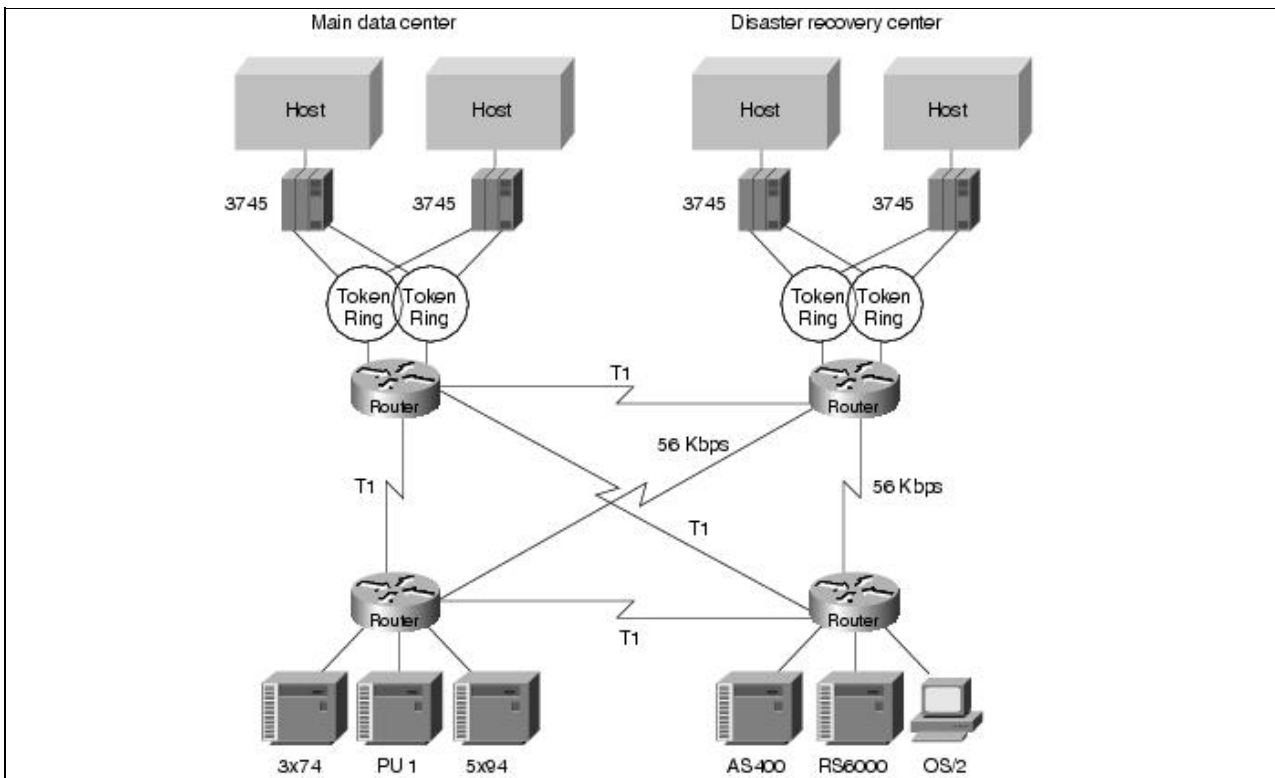 Main data center
Disaster recovery center
Host
Host
Host
Host
3745
3745
3745
3745
Token
Ring
Token
Ring
Token
Ring
Token
Ring
T1
Router
Router
56 Kbps
T1
56 Kbps
T1
Router
Router
T1
3x74
PU 1
5x94
AS400
RS6000
OS/2